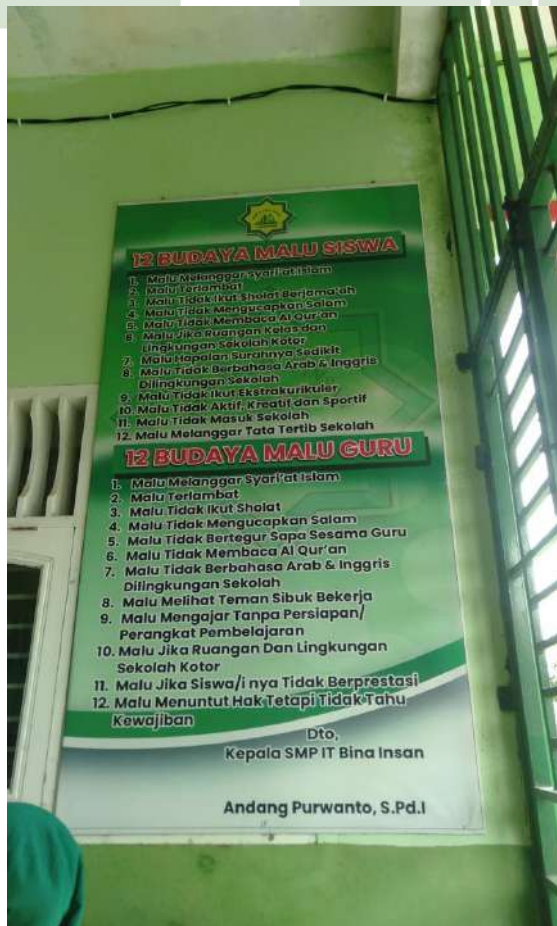 12 BUDAYA MALU SISWA
1. Malu Melanggar syari'at Islam
2. Malu Terlambat
3. Malu Tidak Ikut Sholat Berjama'ah
4. Malu Tidak Mengucapkan Salam
5. Malu Tidak Membaca Al Qur'an
6. Malu Jika Ruangan Kelas dan
Lingkungan Sekolah Kotor
7. Malu Hapalan Surahnya Sedikit
8. Malu Tidak Berbahasa Arab & Inggris
Dilingkungan Sekolah
9. Malu Tidak Ikut Ekstrakurikuler
10. Malu Tidak Aktif, Kreatif dan Sportif
11. Malu Tidak Masuk Sekolah
12. Malu Melanggar Tata Tertib Sekolah
12 BUDAYA MALU GURU
1. Malu Melanggar Syari'at Islam
2. Malu Terlambat
3. Malu Tidak Ikut Sholat
4. Malu Tidak Mengucapkan Salam
5. Malu Tidak Bertegur Sapa Sesama Guru
6. Malu Tidak Membaca Al Qur'an
7. Malu Tidak Berbahasa Arab & Inggris
Dilingkungan Sekolah
8. Malu Melihat Teman Sibuk Bekerja
9. Malu Mengajar Tanpa Persiapan/
Perangkat Pembelajaran
10. Malu Jika Ruangan Dan Lingkungan
Sekolah Kotor
11. Malu Jika Siswa/i nya Tidak Berprestasi
12. Malu Menuntut Hak Tetapi Tidak Tahu
Kewajiban
Dto,
Kepala SMP IT Bina Insan
Andang Purwanto, S.Pd.I